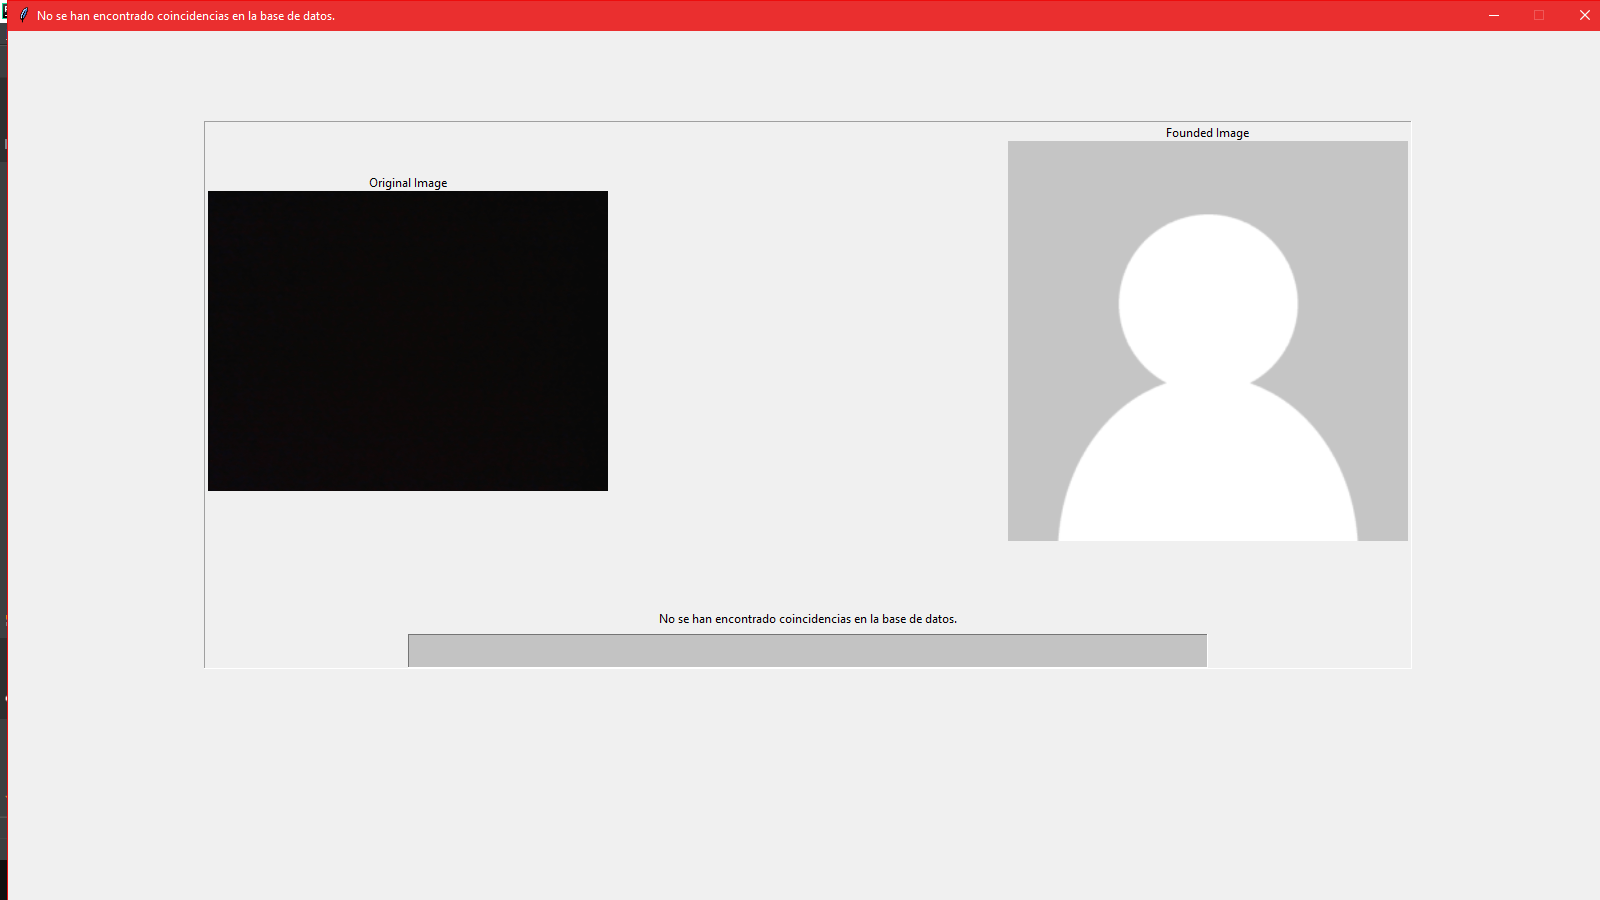 No se han encontrado coincidencias en la base de datos.
Founded Image
Original Image
No se han encontrado coincidencias en la base de datos.